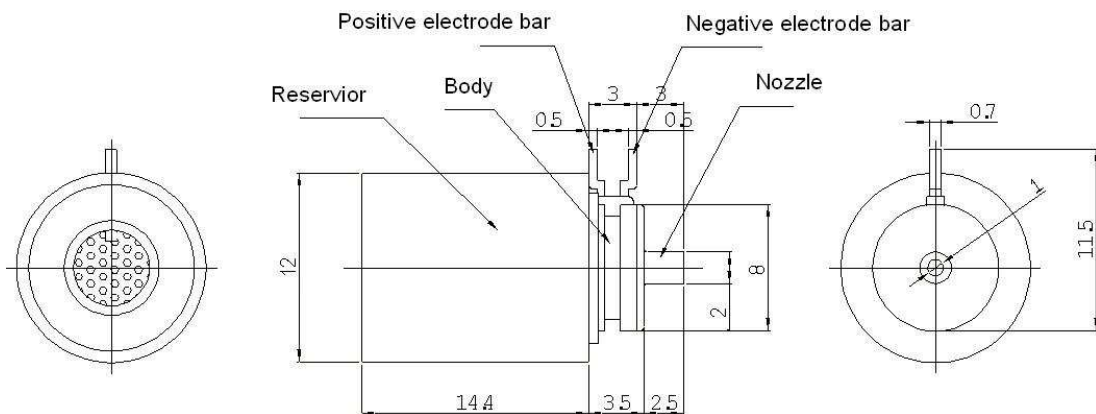 Positive electrode bar
Negative electrode bar
Reservior
Body
Nozzle
3
3
0.5
0.5
0.7
1
12
8
2
11.5
14.4
3.5
2.5